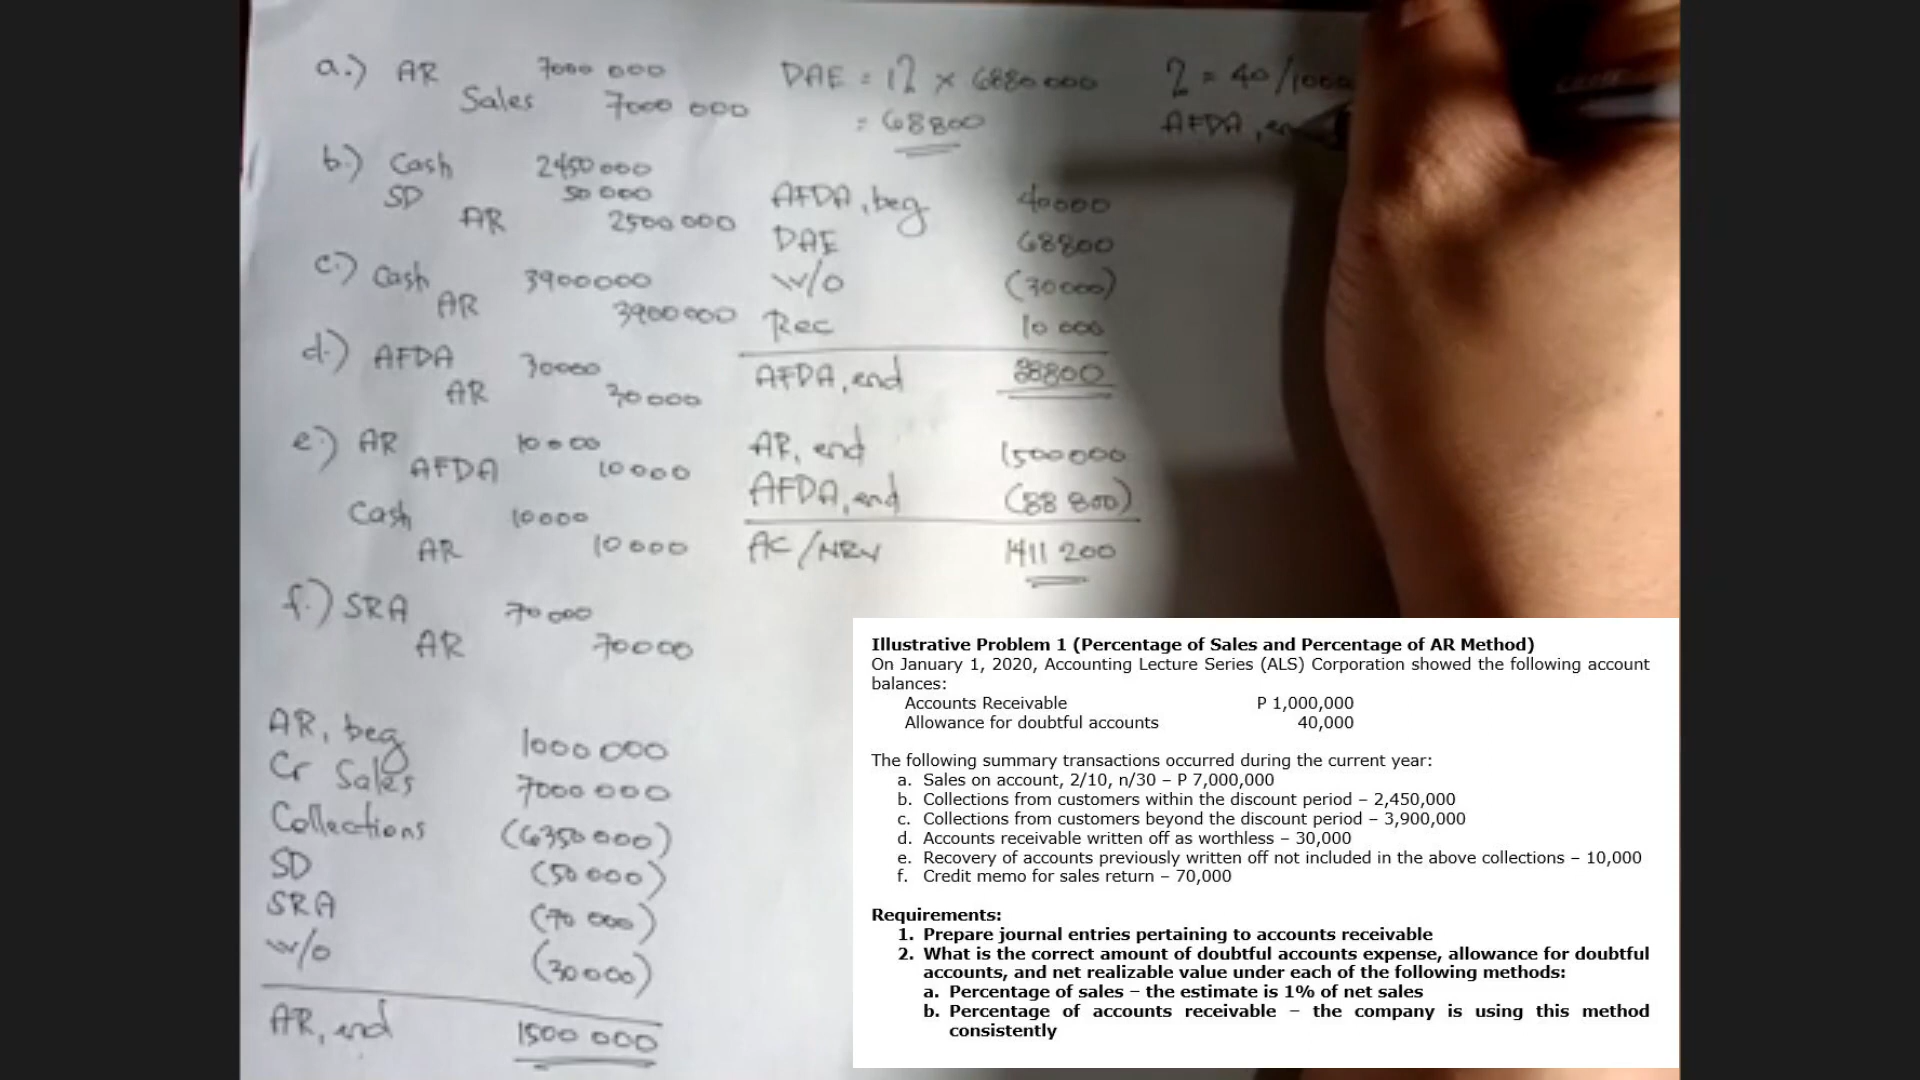 a.) AR 7000 000
Sales 7000 000
b.) Cash 2450 000
SD 50 000
AR 2500 000
c.) Cash 3900000
AR 3900000
d.) AFDA 30000
AR 30000
e.) AR 10000
AFDA 10000
Cash 10000
AR 10000
f.) SRA 70000
AR 70000
AR, beg 1000 000
Cr Sales 7000 000
Collections (6350 000)
SD (50 000)
SRA (70 000)
w/o (30000)
AR, end 1500 000
DAE = 1% x 6880 000
= 68800
AFDA, beg 40000
DAE 68800
w/o (30000)
Rec 10 000
AFDA, end 88800
AR, end 1500000
AFDA, end (88 800)
AC/NRV 1411 200
% = 40/1000
AFDA, en
Illustrative Problem 1 (Percentage of Sales and Percentage of AR Method)
On January 1, 2020, Accounting Lecture Series (ALS) Corporation showed the following account
balances:
Accounts Receivable P 1,000,000
Allowance for doubtful accounts 40,000
The following summary transactions occurred during the current year:
a. Sales on account, 2/10, n/30 – P 7,000,000
b. Collections from customers within the discount period – 2,450,000
c. Collections from customers beyond the discount period – 3,900,000
d. Accounts receivable written off as worthless – 30,000
e. Recovery of accounts previously written off not included in the above collections – 10,000
f. Credit memo for sales return – 70,000
Requirements:
1. Prepare journal entries pertaining to accounts receivable
2. What is the correct amount of doubtful accounts expense, allowance for doubtful
accounts, and net realizable value under each of the following methods:
a. Percentage of sales – the estimate is 1% of net sales
b. Percentage of accounts receivable – the company is using this method
consistently